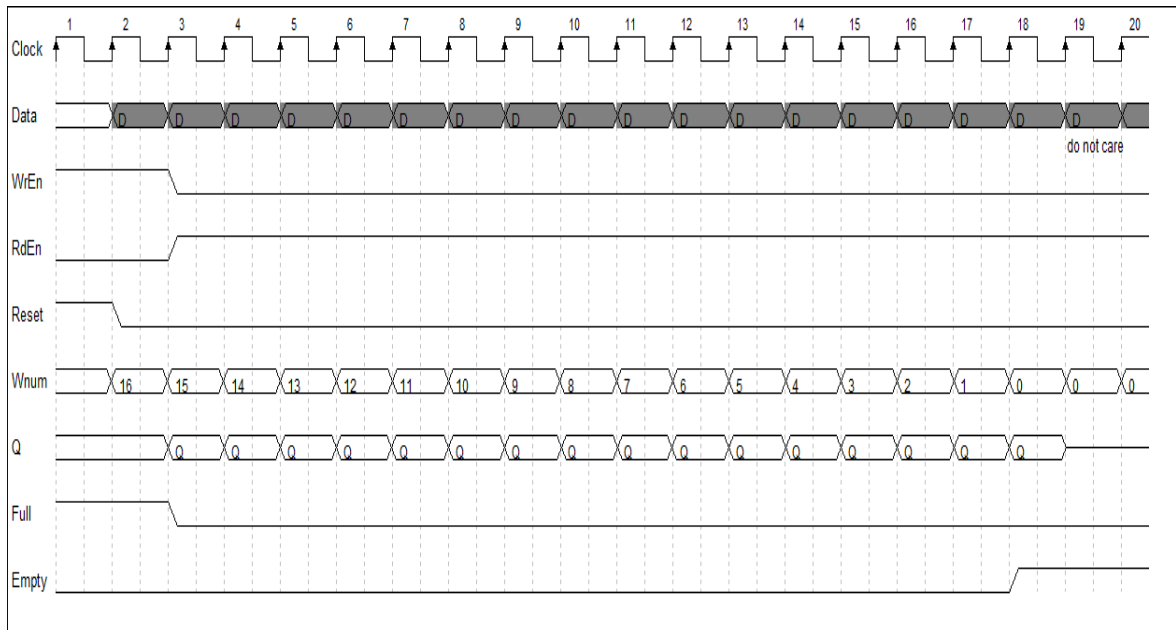 1 2 3 4 5 6 7 8 9 10 11 12 13 14 15 16 17 18 19 20
Clock
Data D D D D D D D D D D D D D D D D D D
do not care
WrEn
RdEn
Reset
Wnum 16 15 14 13 12 11 10 9 8 7 6 5 4 3 2 1 0 0 0
Q Q Q Q Q Q Q Q Q Q Q Q Q Q Q Q Q
Full
Empty